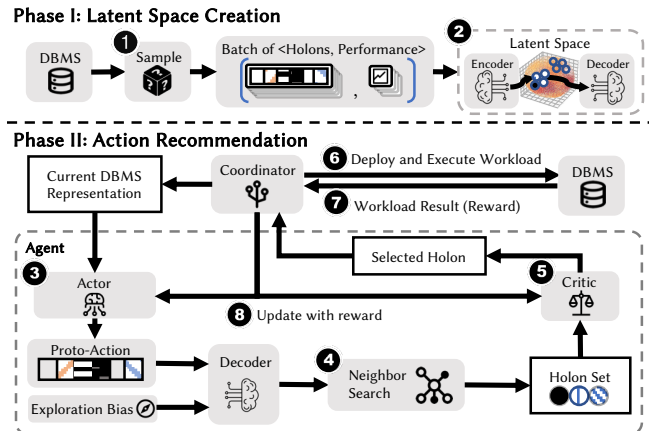 Phase I: Latent Space Creation
DBMS
1
Sample
? ? ?
Batch of <Holons, Performance>
,
2
Latent Space
Encoder
Decoder
Phase II: Action Recommendation
Current DBMS
Representation
Coordinator
6 Deploy and Execute Workload
7 Workload Result (Reward)
DBMS
Agent
3
Actor
Selected Holon
5
Critic
8 Update with reward
Proto-Action
Decoder
4
Neighbor
Search
Holon Set
Exploration Bias